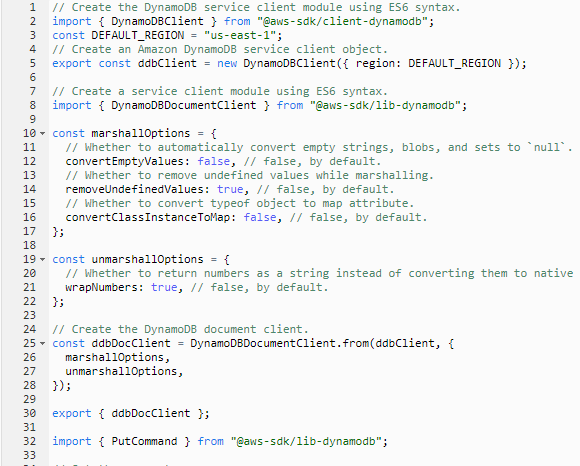 1 // Create the DynamoDB service client module using ES6 syntax.
2 import { DynamoDBClient } from "@aws-sdk/client-dynamodb";
3 const DEFAULT_REGION = "us-east-1";
4 // Create an Amazon DynamoDB service client object.
5 export const ddbClient = new DynamoDBClient({ region: DEFAULT_REGION });
6
7 // Create a service client module using ES6 syntax.
8 import { DynamoDBDocumentClient } from "@aws-sdk/lib-dynamodb";
9
10 const marshallOptions = {
11   // Whether to automatically convert empty strings, blobs, and sets to `null`.
12   convertEmptyValues: false, // false, by default.
13   // Whether to remove undefined values while marshalling.
14   removeUndefinedValues: true, // false, by default.
15   // Whether to convert typeof object to map attribute.
16   convertClassInstanceToMap: false, // false, by default.
17 };
18
19 const unmarshallOptions = {
20   // Whether to return numbers as a string instead of converting them to native
21   wrapNumbers: true, // false, by default.
22 };
23
24 // Create the DynamoDB document client.
25 const ddbDocClient = DynamoDBDocumentClient.from(ddbClient, {
26   marshallOptions,
27   unmarshallOptions,
28 });
29
30 export { ddbDocClient };
31
32 import { PutCommand } from "@aws-sdk/lib-dynamodb";
33